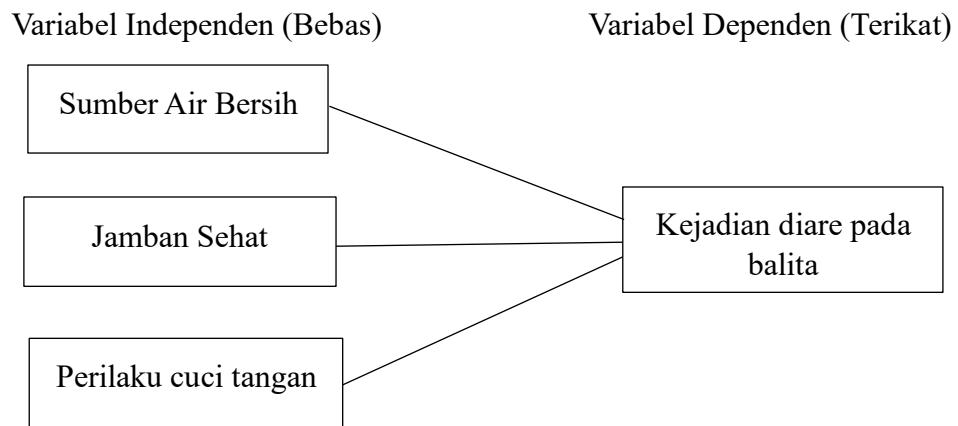 Variabel Independen (Bebas)
Variabel Dependen (Terikat)
Sumber Air Bersih
Jamban Sehat
Kejadian diare pada
balita
Perilaku cuci tangan